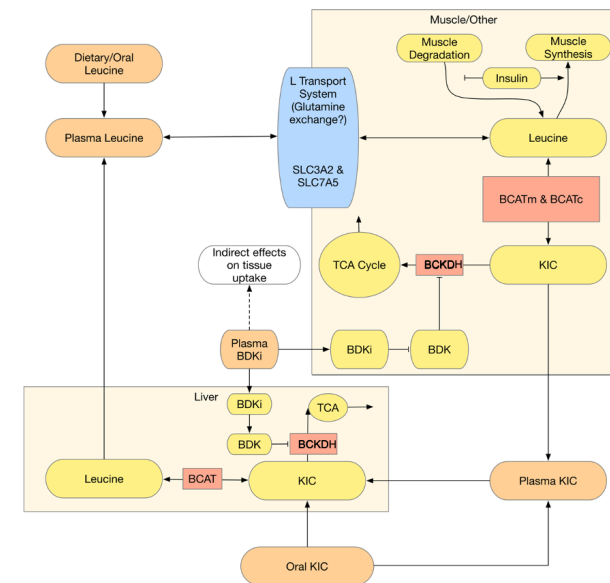 Muscle/Other
Dietary/Oral
Leucine
Muscle
Degradation
Muscle
Synthesis
Insulin
L Transport
System
(Glutamine
exchange?)
SLC3A2 &
SLC7A5
Plasma Leucine
Leucine
BCATm & BCATc
Indirect effects
on tissue
uptake
TCA Cycle
BCKDH
KIC
Plasma
BDKi
BDKi
BDK
Liver
BDKi
TCA
BDK
BCKDH
Leucine
BCAT
KIC
Plasma KIC
Oral KIC